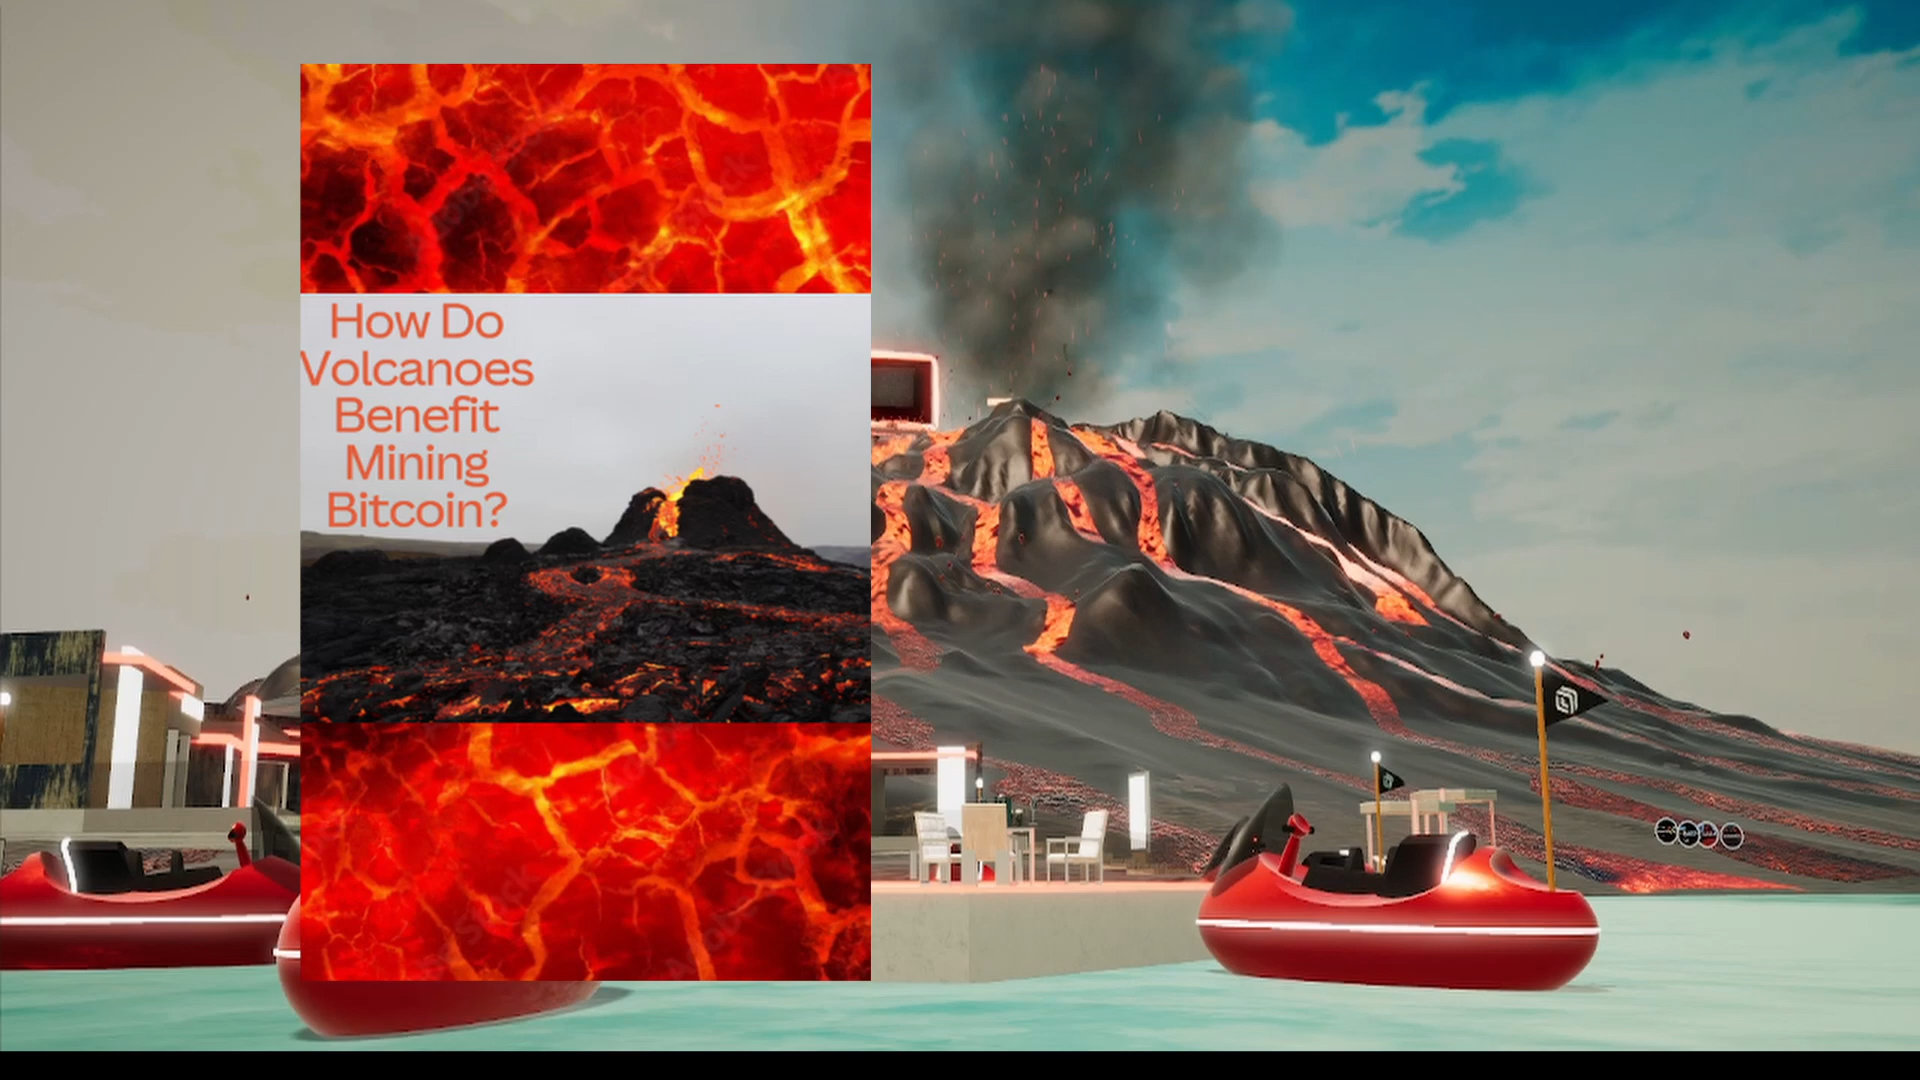 How Do
Volcanoes
Benefit
Mining
Bitcoin?